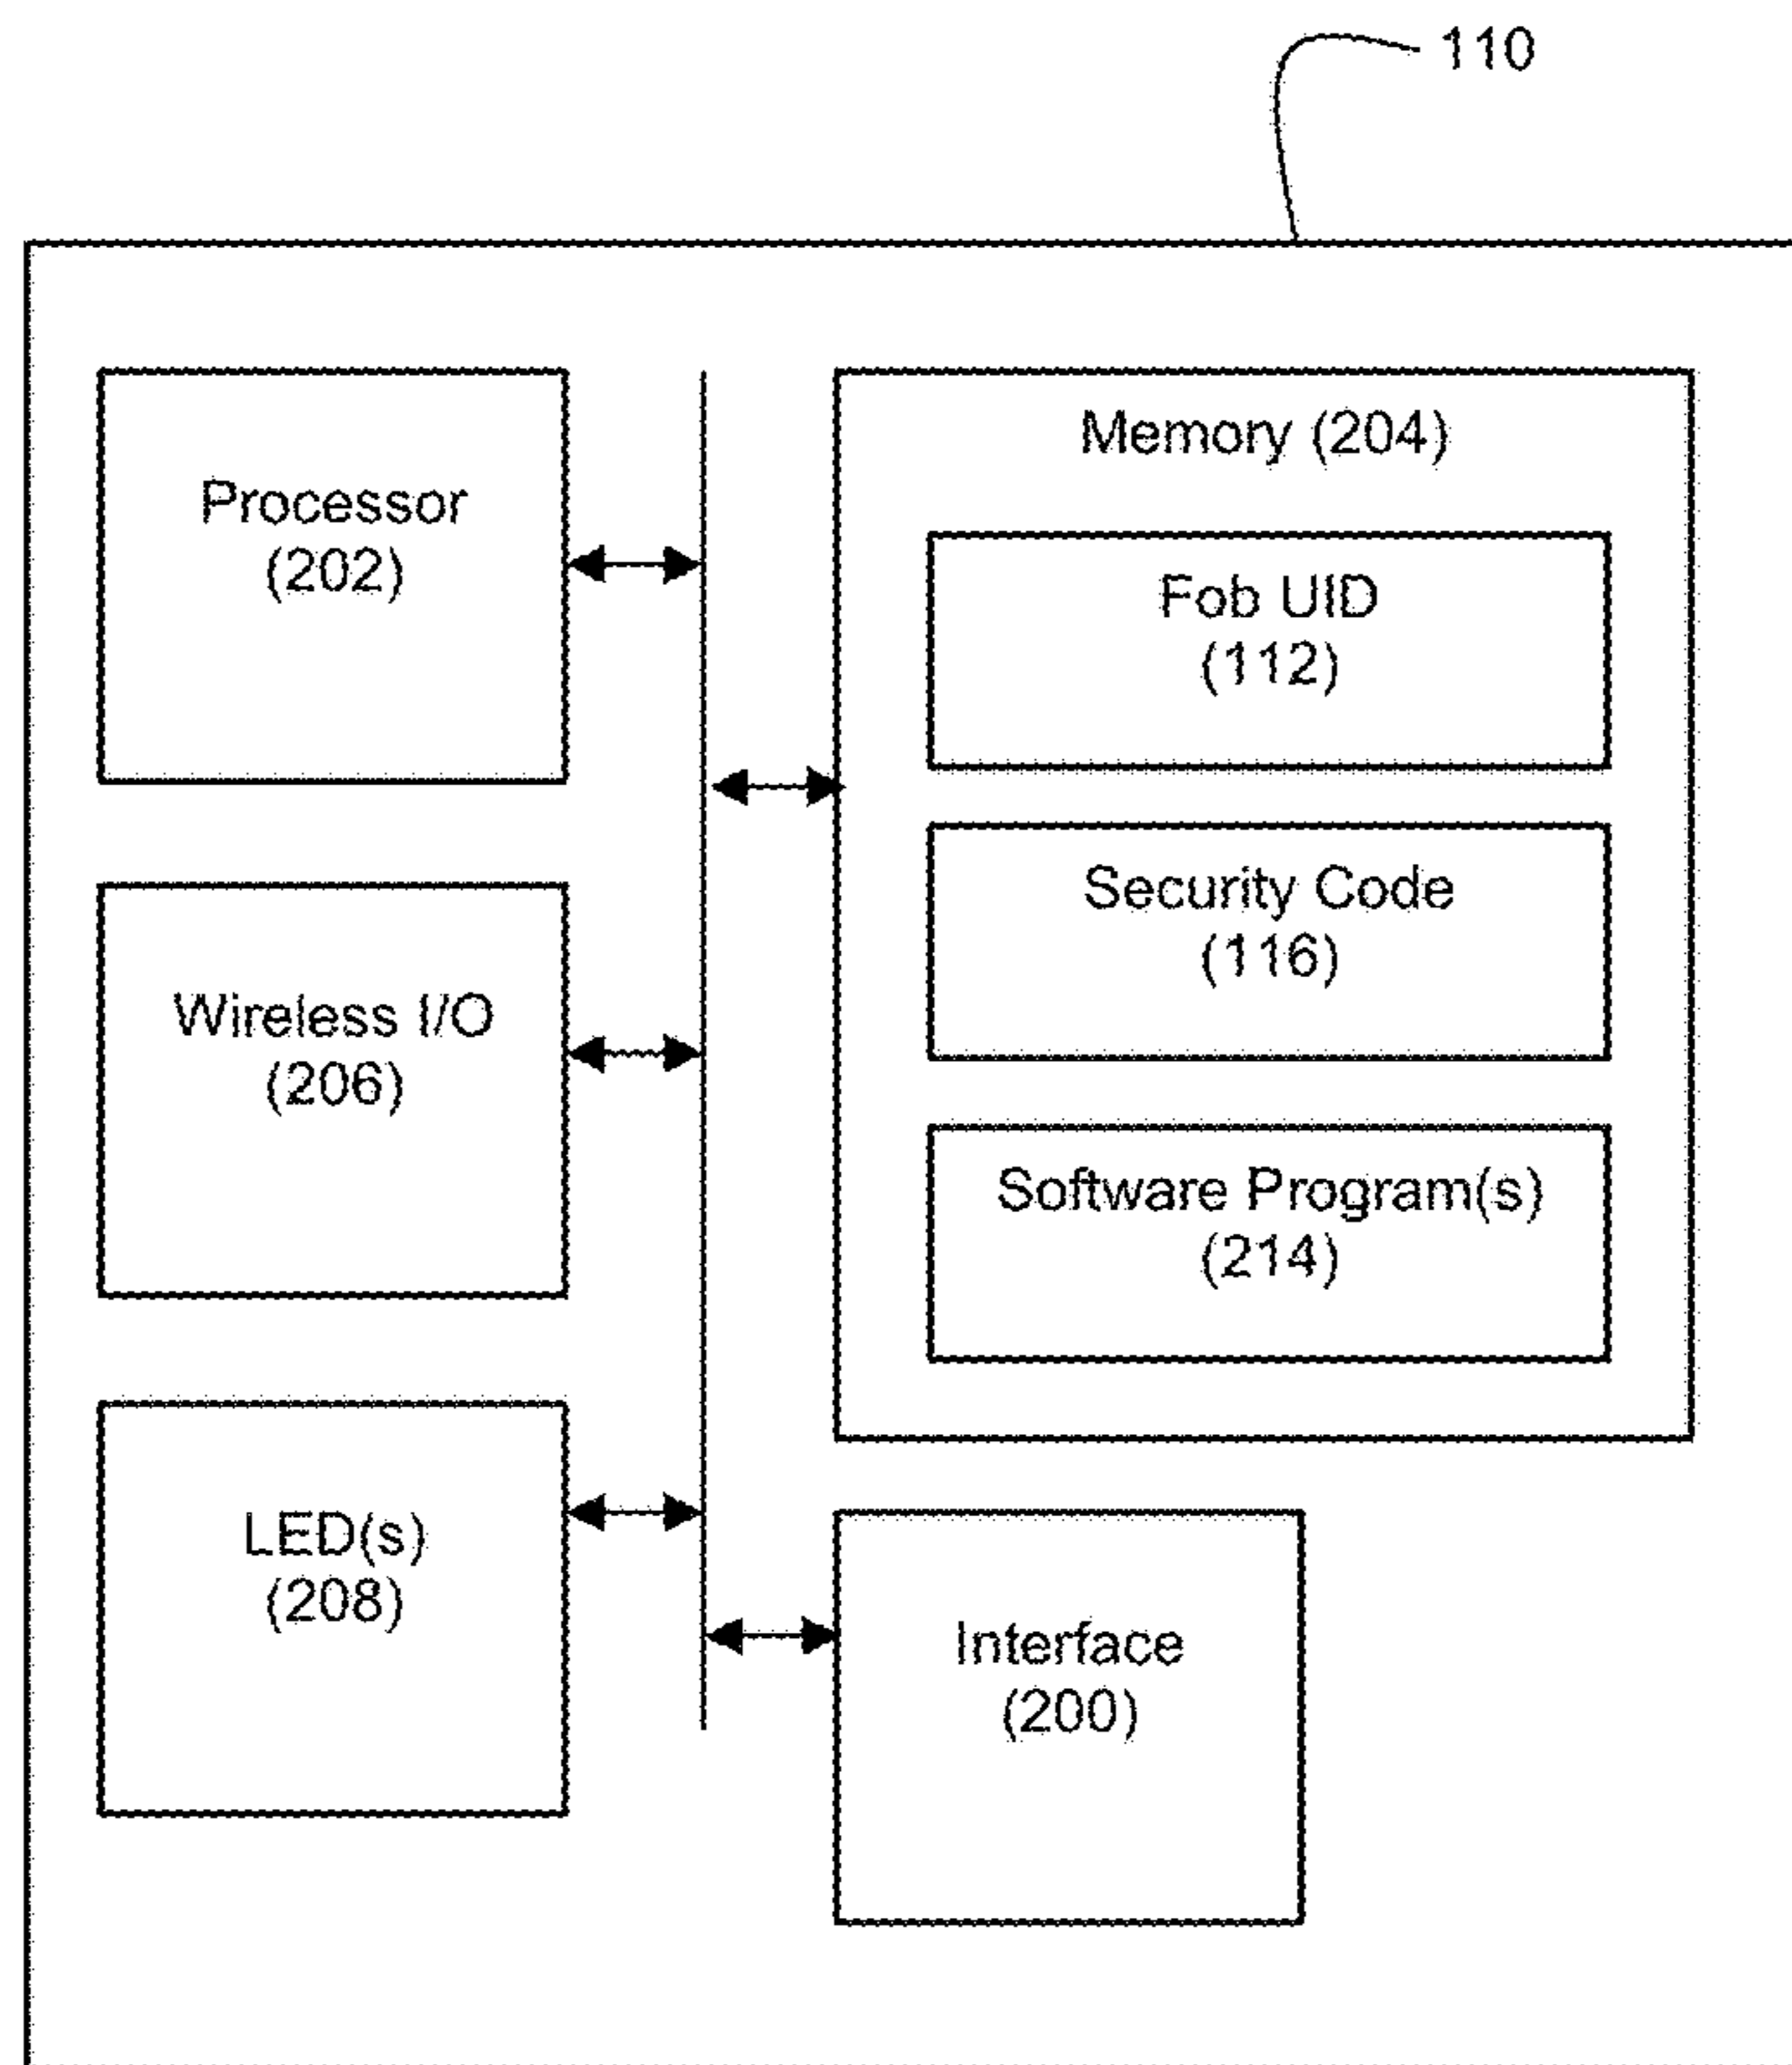 110
Processor
(202)
Memory (204)
Fob UID
(112)
Security Code
(116)
Wireless I/O
(206)
Software Program(s)
(214)
LED(s)
(208)
Interface
(200)